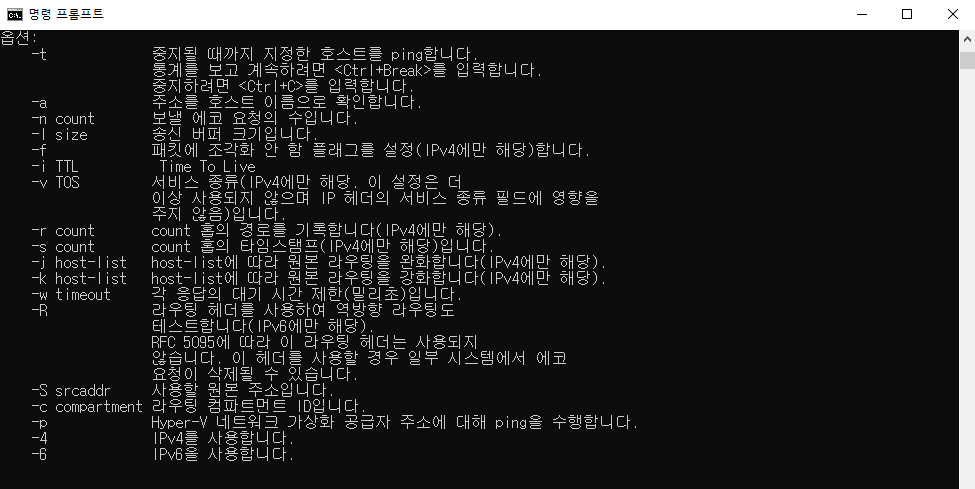 명령 프롬프트
옵션:
-t 중지될 때까지 지정한 호스트를 ping합니다.
통계를 보고 계속하려면 <Ctrl+Break>를 입력합니다.
중지하려면 <Ctrl+C>를 입력합니다.
-a 주소를 호스트 이름으로 확인합니다.
-n count 보낼 에코 요청의 수입니다.
-l size 송신 버퍼 크기입니다.
-f 패킷에 조각화 안 함 플래그를 설정(IPv4에만 해당)합니다.
-i TTL Time To Live
-v TOS 서비스 종류(IPv4에만 해당. 이 설정은 더
이상 사용되지 않으며 IP 헤더의 서비스 종류 필드에 영향을
주지 않음)입니다.
-r count count 홉의 경로를 기록합니다(IPv4에만 해당).
-s count count 홉의 타임스탬프(IPv4에만 해당)입니다.
-j host-list host-list에 따라 원본 라우팅을 완화합니다(IPv4에만 해당).
-k host-list host-list에 따라 원본 라우팅을 강화합니다(IPv4에만 해당).
-w timeout 각 응답의 대기 시간 제한(밀리초)입니다.
-R 라우팅 헤더를 사용하여 역방향 라우팅도
테스트합니다(IPv6에만 해당).
RFC 5095에 따라 이 라우팅 헤더는 사용되지
않습니다. 이 헤더를 사용할 경우 일부 시스템에서 에코
요청이 삭제될 수 있습니다.
-S srcaddr 사용할 원본 주소입니다.
-c compartment 라우팅 컴파트먼트 ID입니다.
-p Hyper-V 네트워크 가상화 공급자 주소에 대해 ping을 수행합니다.
-4 IPv4를 사용합니다.
-6 IPv6을 사용합니다.